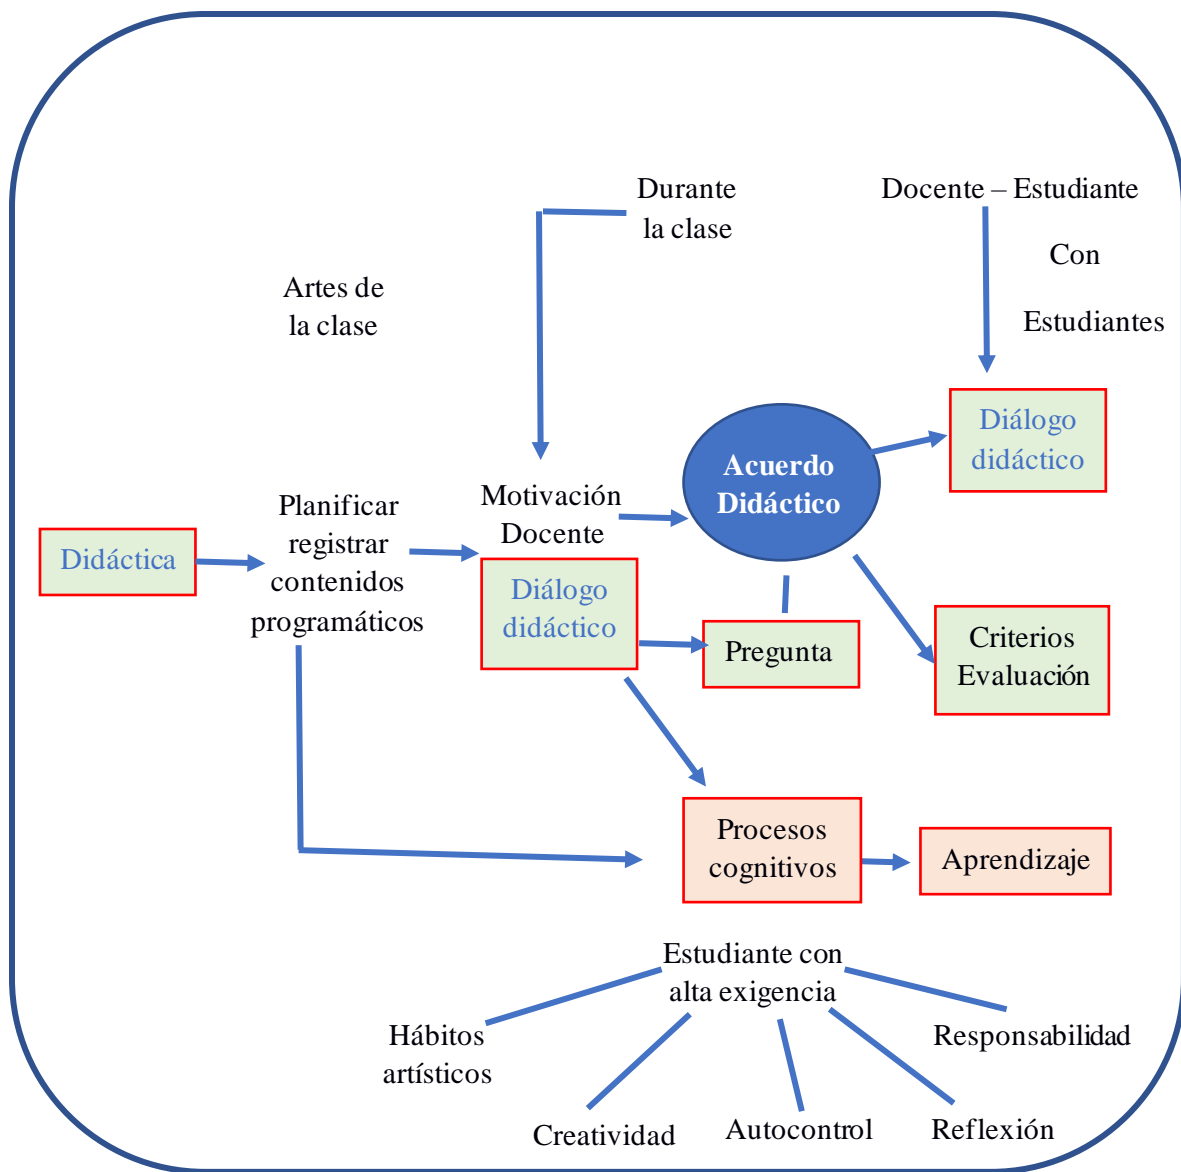 Durante
la clase
Docente – Estudiante
Con
Estudiantes
Artes de
la clase
Didáctica
Planificar
registrar
contenidos
programáticos
Motivación
Docente
Diálogo
didáctico
Acuerdo
Didáctico
Diálogo
didáctico
Pregunta
Criterios
Evaluación
Procesos
cognitivos
Aprendizaje
Estudiante con
alta exigencia
Hábitos
artísticos
Creatividad
Autocontrol
Reflexión
Responsabilidad